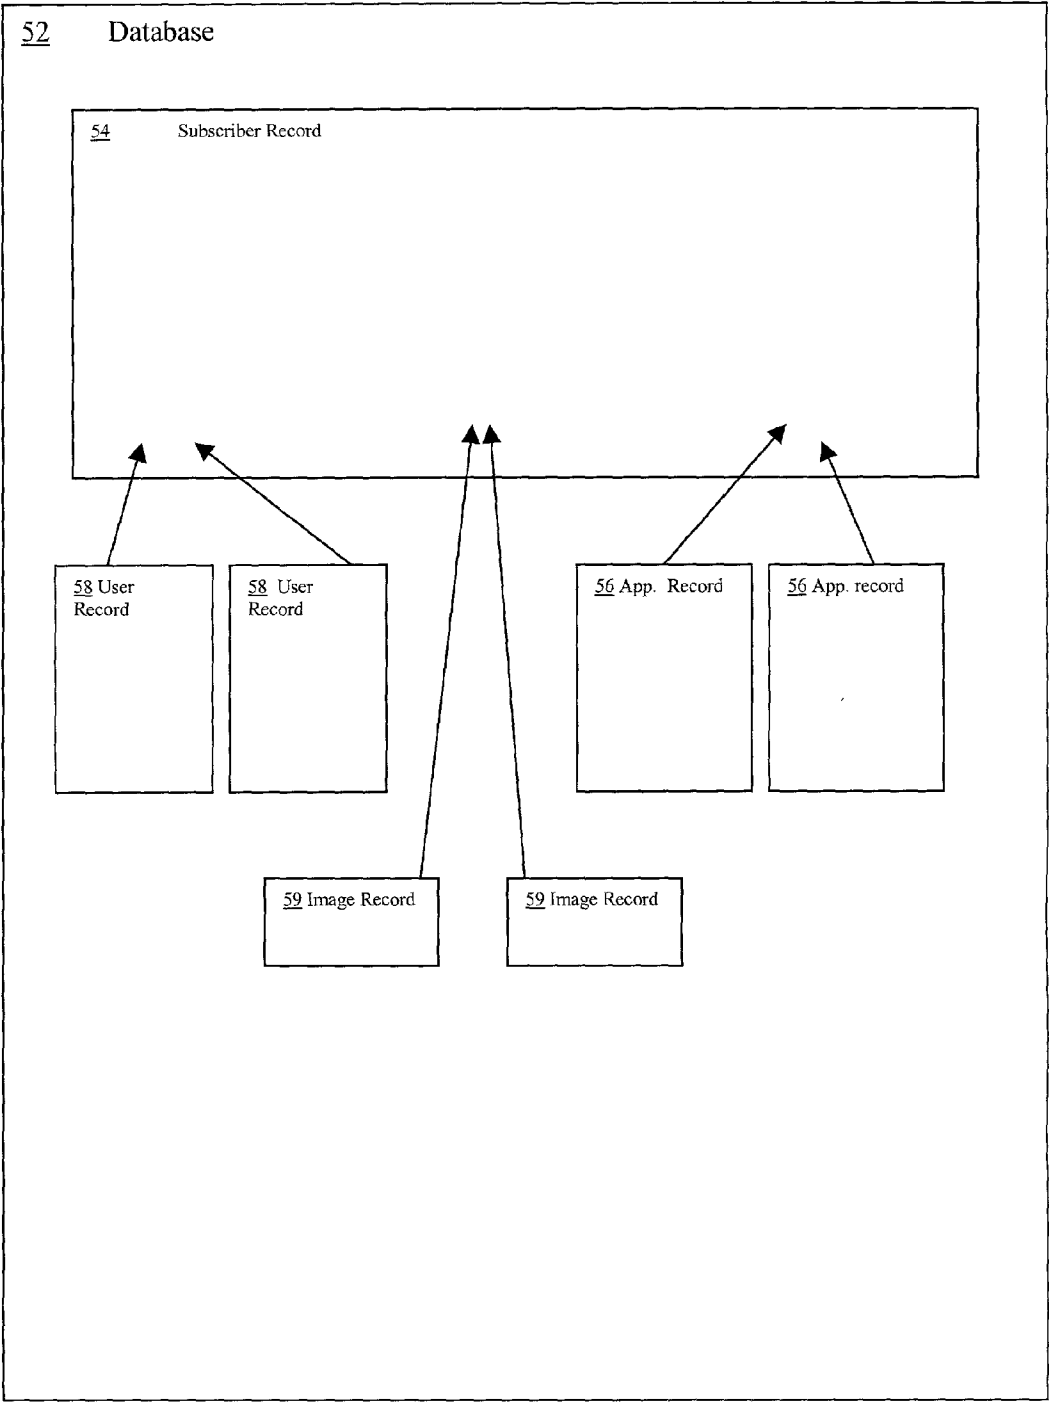 52 Database
54 Subscriber Record
58 User
Record
58 User
Record
56 App. Record
56 App. record
59 Image Record
59 Image Record